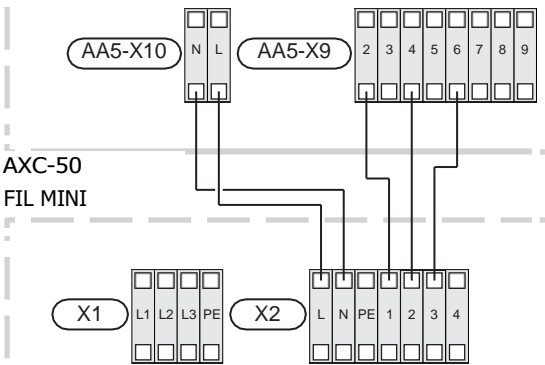 AA5-X10 N L AA5-X9 2 3 4 5 6 7 8 9
AXC-50
FIL MINI
X1 L1 L2 L3 PE X2 L N PE 1 2 3 4